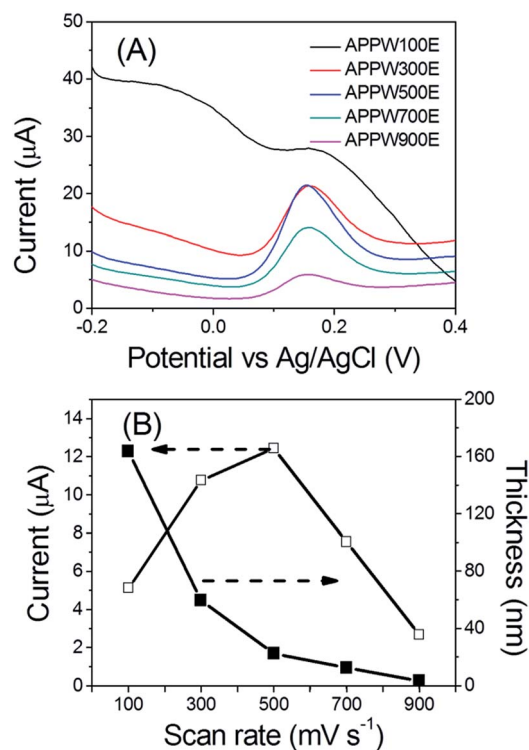 (A)
APPW100E
APPW300E
APPW500E
APPW700E
APPW900E
50
40
30
20
10
0
Current (μA)
-0.2 0.0 0.2 0.4
Potential vs Ag/AgCl (V)
(B)
14
12
10
8
6
4
2
0
Current (μA)
200
160
120
80
40
0
Thickness (nm)
100 300 500 700 900
Scan rate (mV s⁻¹)